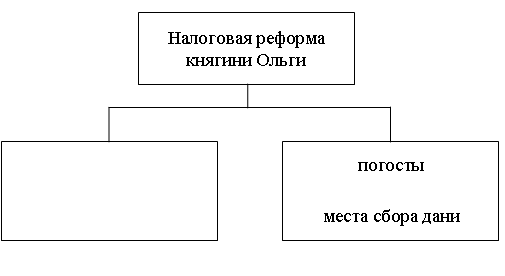 Налоговая реформа
княгини Ольги
погосты
места сбора дани